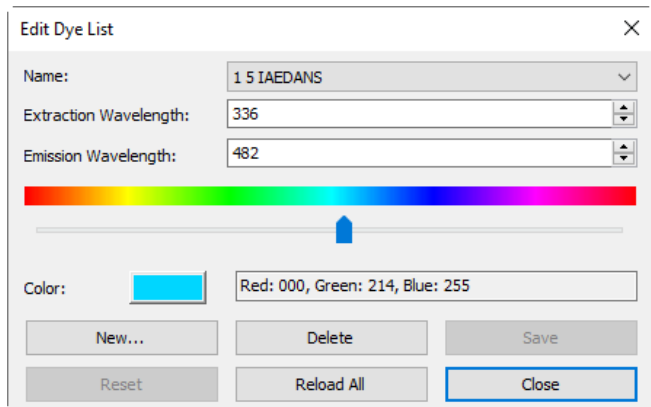 Edit Dye List
Name: 1 5 IAEDANS
Extraction Wavelength: 336
Emission Wavelength: 482
Color: Red: 000, Green: 214, Blue: 255
New... Delete Save
Reset Reload All Close